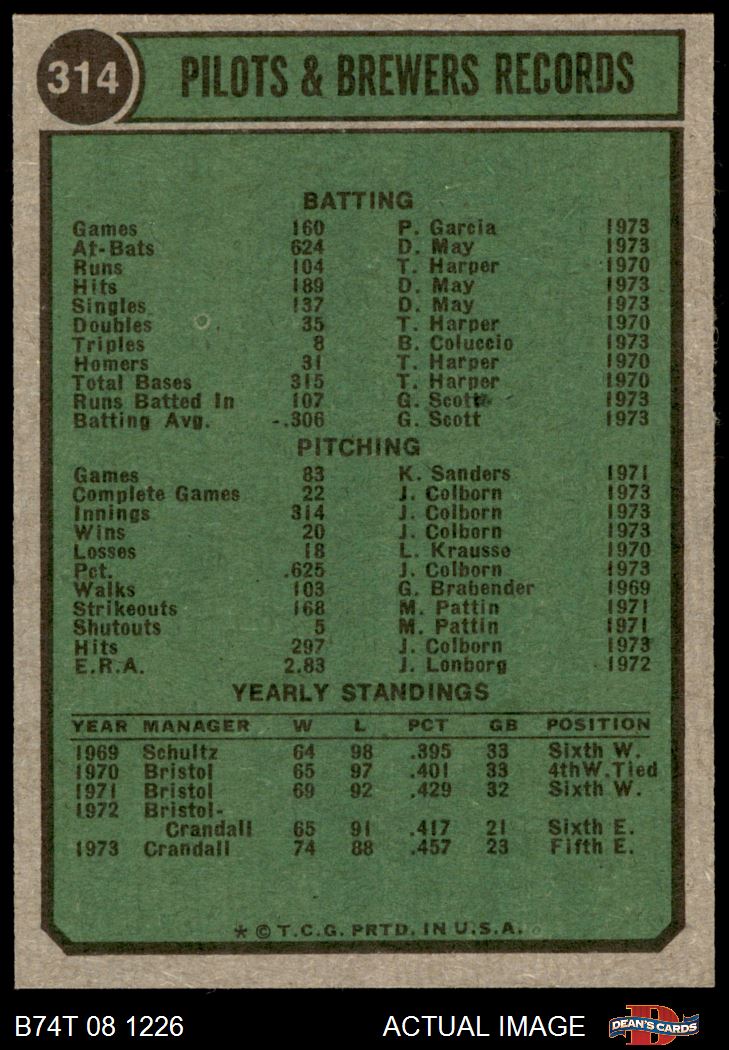 314 PILOTS & BREWERS RECORDS
BATTING
Games 160 P. Garcia 1973
At-Bats 624 D. May 1973
Runs 104 T. Harper 1970
Hits 189 D. May 1973
Singles 137 D. May 1973
Doubles 35 T. Harper 1970
Triples 8 B. Coluccio 1973
Homers 31 T. Harper 1970
Total Bases 315 T. Harper 1970
Runs Batted In 107 G. Scott 1973
Batting Avg. -.306 G. Scott 1973
PITCHING
Games 83 K. Sanders 1971
Complete Games 22 J. Colborn 1973
Innings 314 J. Colborn 1973
Wins 20 J. Colborn 1973
Losses 18 L. Krausse 1970
Pct. .625 J. Colborn 1973
Walks 103 G. Brabender 1969
Strikeouts 168 M. Pattin 1971
Shutouts 5 M. Pattin 1971
Hits 297 J. Colborn 1973
E.R.A. 2.83 J. Lonborg 1972
YEARLY STANDINGS
YEAR MANAGER W L PCT GB POSITION
1969 Schultz 64 98 .395 33 Sixth W.
1970 Bristol 65 97 .401 33 4thW.Tied
1971 Bristol 69 92 .429 32 Sixth W.
1972 Bristol-
Crandall 65 91 .417 21 Sixth E.
1973 Crandall 74 88 .457 23 Fifth E.
* © T.C.G. PRTD. IN U.S.A.
B74T 08 1226 ACTUAL IMAGE D DEAN'S CARDS